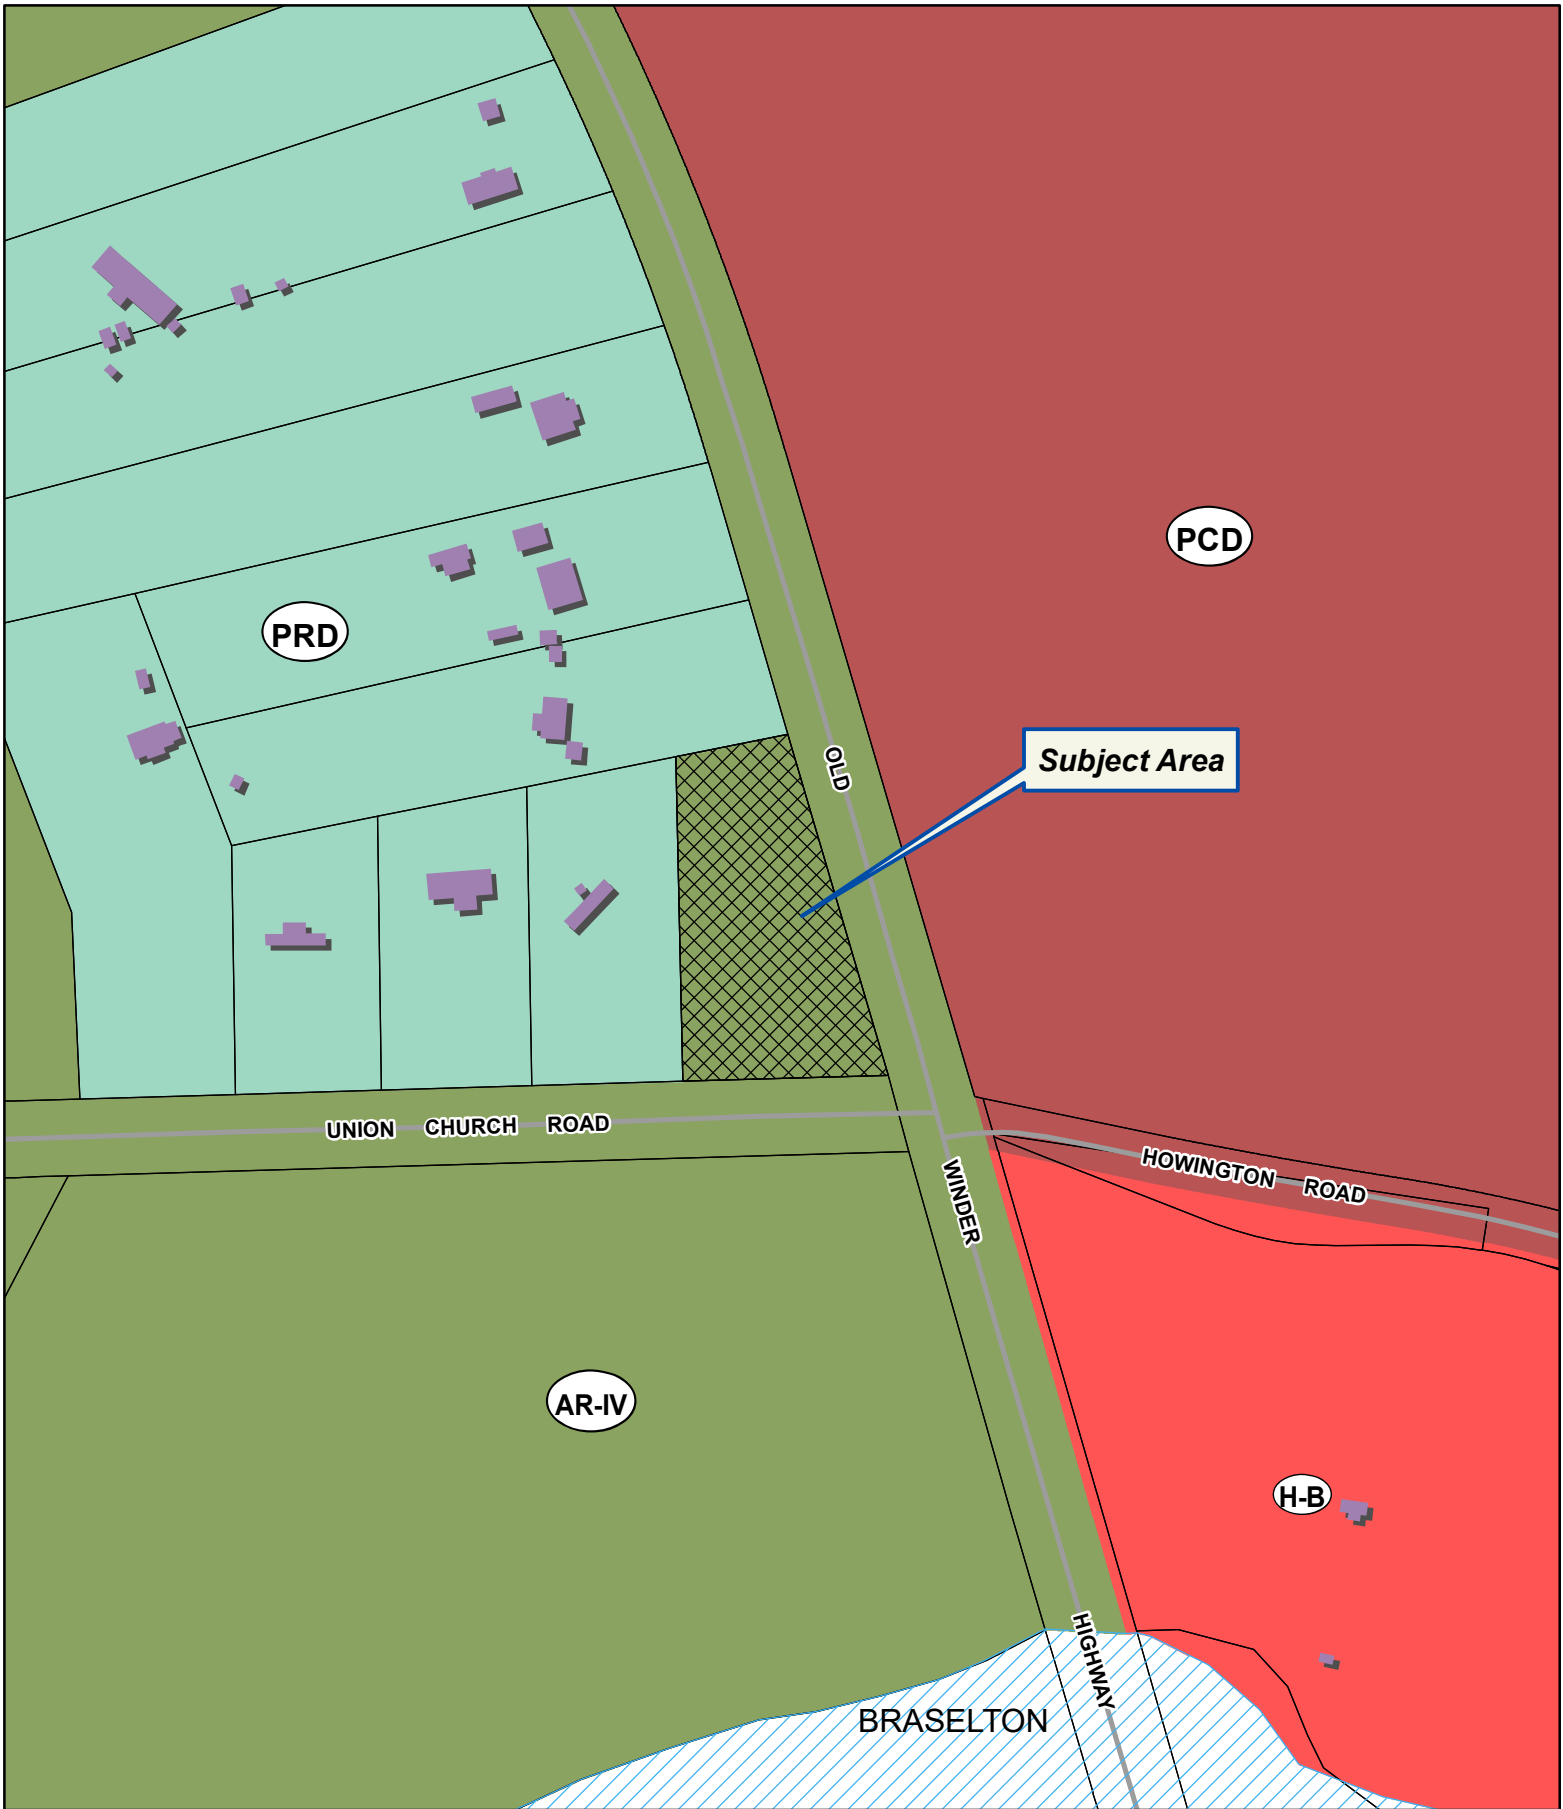 PCD
PRD
OLD
Subject Area
UNION CHURCH ROAD
WINDER
HOWINGTON ROAD
AR-IV
H-B
HIGHWAY
BRASELTON